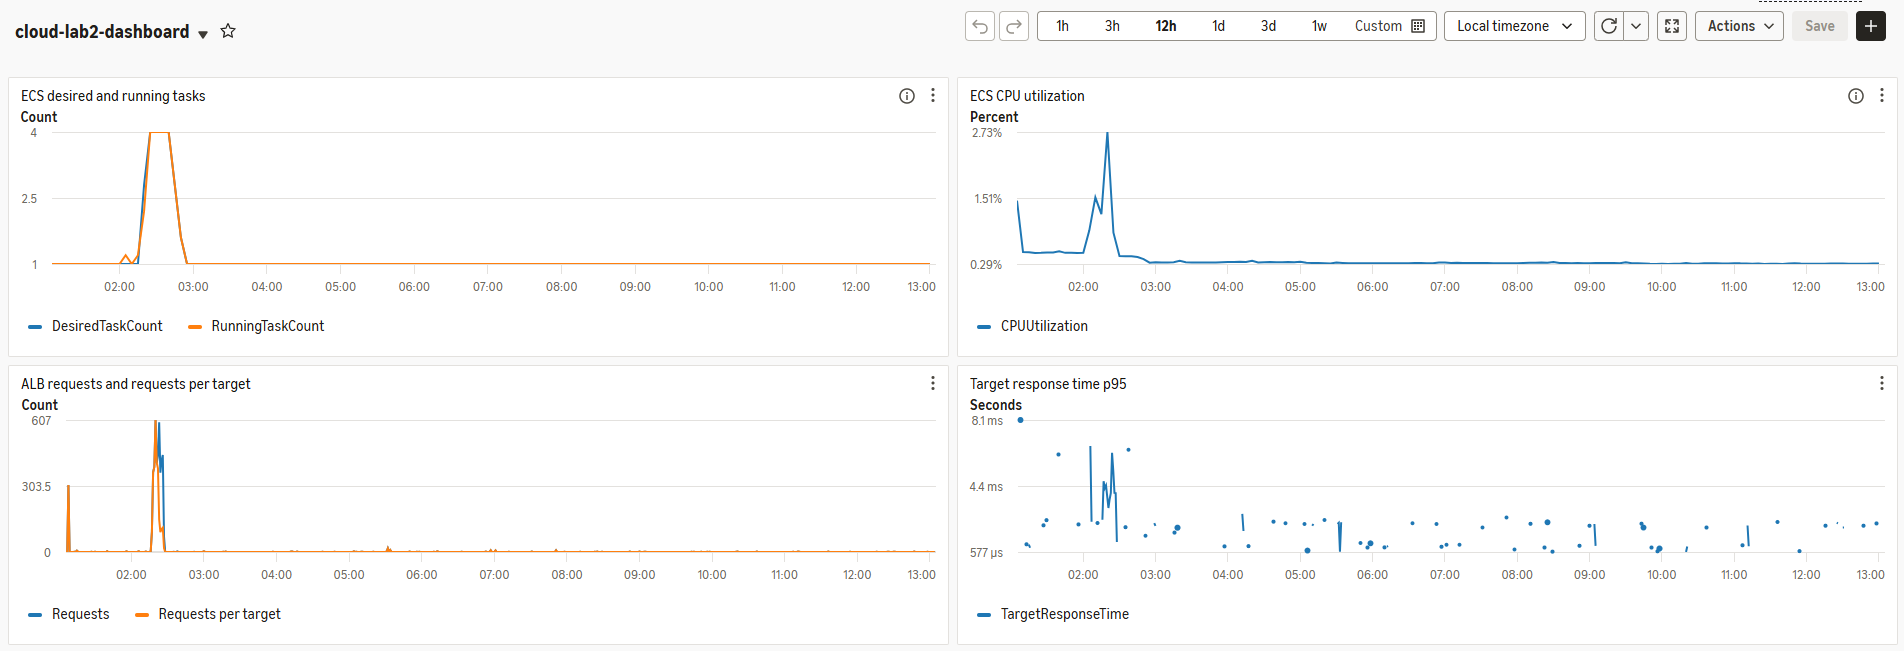 cloud-lab2-dashboard
1h 3h 12h 1d 3d 1w Custom Local timezone Actions Save
ECS desired and running tasks
Count
4
2.5
1
02:00 03:00 04:00 05:00 06:00 07:00 08:00 09:00 10:00 11:00 12:00 13:00
DesiredTaskCount RunningTaskCount
ECS CPU utilization
Percent
2.73%
1.51%
0.29%
02:00 03:00 04:00 05:00 06:00 07:00 08:00 09:00 10:00 11:00 12:00 13:00
CPUUtilization
ALB requests and requests per target
Count
607
303.5
0
02:00 03:00 04:00 05:00 06:00 07:00 08:00 09:00 10:00 11:00 12:00 13:00
Requests Requests per target
Target response time p95
Seconds
8.1 ms
4.4 ms
577 µs
02:00 03:00 04:00 05:00 06:00 07:00 08:00 09:00 10:00 11:00 12:00 13:00
TargetResponseTime